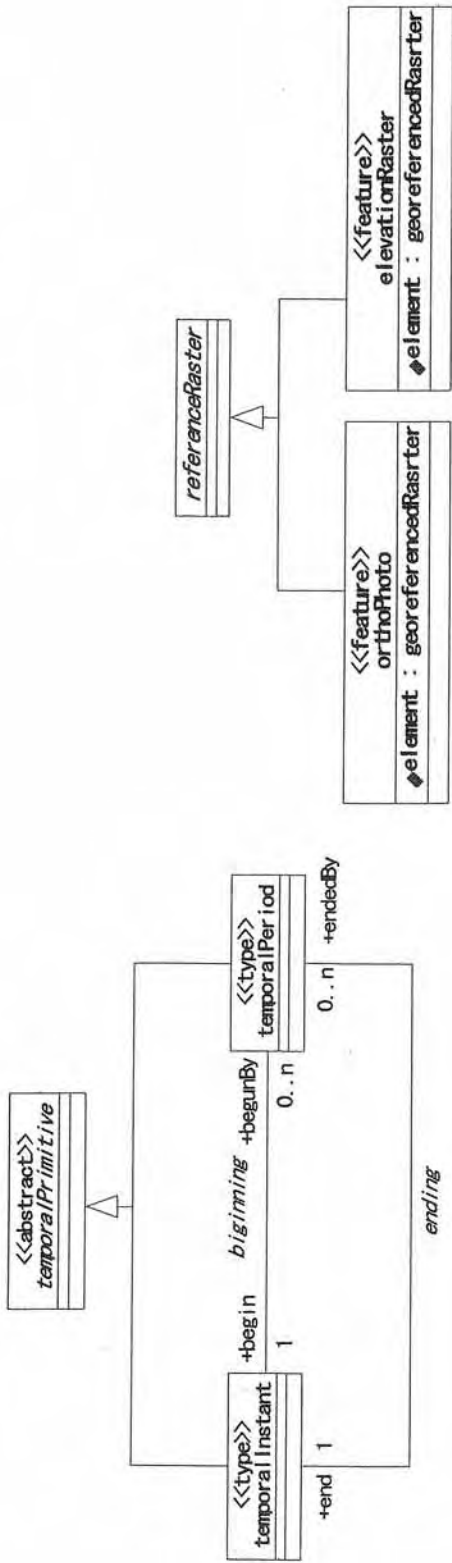 <<abstract>>
temporalPrimitive
<<type>>
temporalInstant
+begin
1
biginning
+begunBy
0..n
<<type>>
temporalPeriod
+end
1
ending
0..n
+endedBy
referenceRaster
<<feature>>
orthoPhoto
element : georeferencedRasrter
<<feature>>
elevationRaster
element : georeferencedRasrter